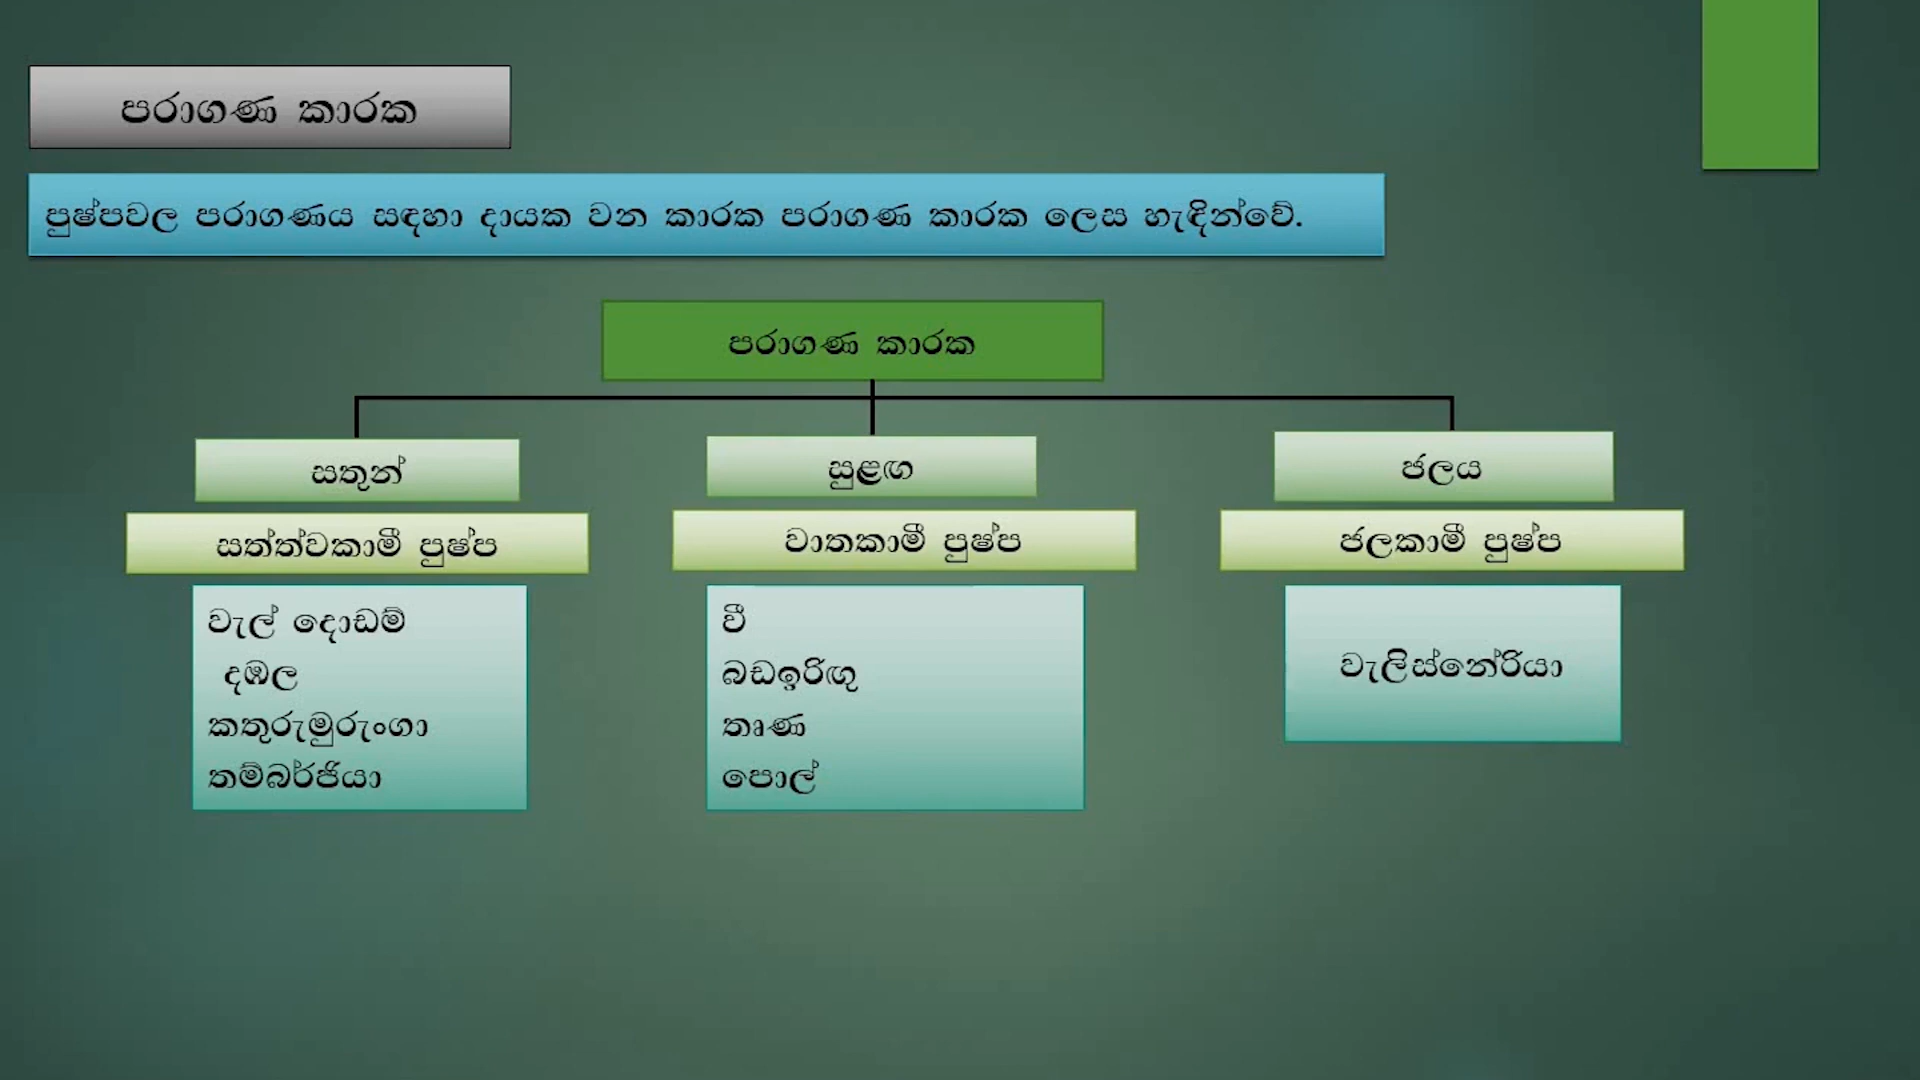 පරාගණ කාරක
පුෂ්පවල පරාගණය සඳහා දායක වන කාරක පරාගණ කාරක ලෙස හැඳින්වේ.
පරාගණ කාරක
සතුන්
සත්ත්වකාමී පුෂ්ප
වැල් දොඩම්
දඹල
කතුරුමුරුංගා
තම්බර්ජියා
සුළඟ
වාතකාමී පුෂ්ප
වී
බඩඉරිඟු
තෘණ
පොල්
ජලය
ජලකාමී පුෂ්ප
වැලිස්නේරියා